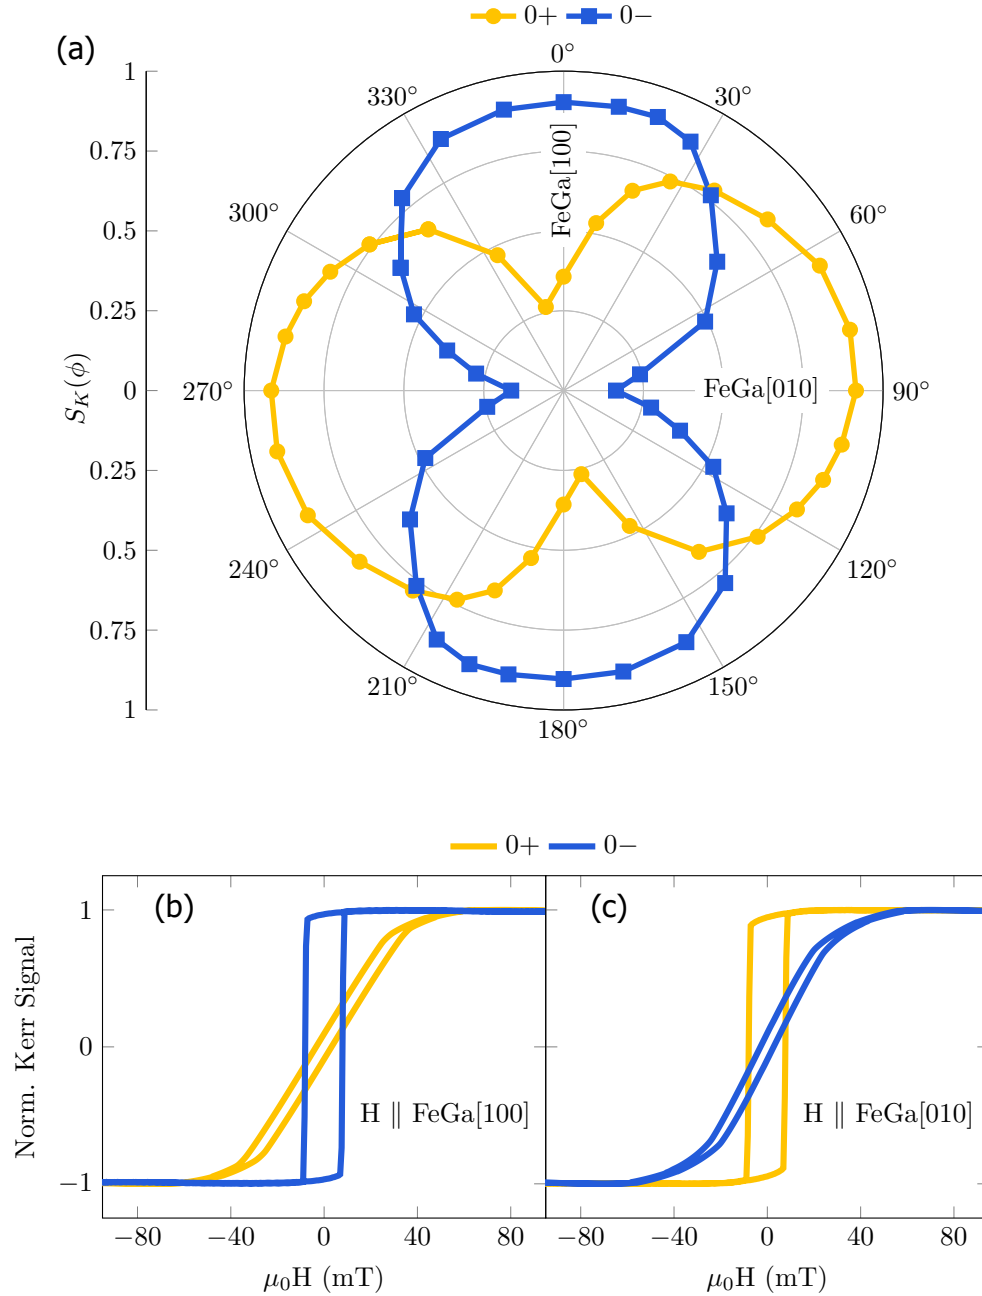 0+ 0−
(a)
0°
30°
60°
90°
120°
150°
180°
210°
240°
270°
300°
330°
1
0.75
0.5
0.25
0
0.25
0.5
0.75
1
S_K(ϕ)
FeGa[100]
FeGa[010]
0+ 0−
(b)
(c)
1
0
−1
Norm. Kerr Signal
H ∥ FeGa[100]
H ∥ FeGa[010]
−80 −40 0 40 80
−80 −40 0 40 80
μ₀H (mT)
μ₀H (mT)